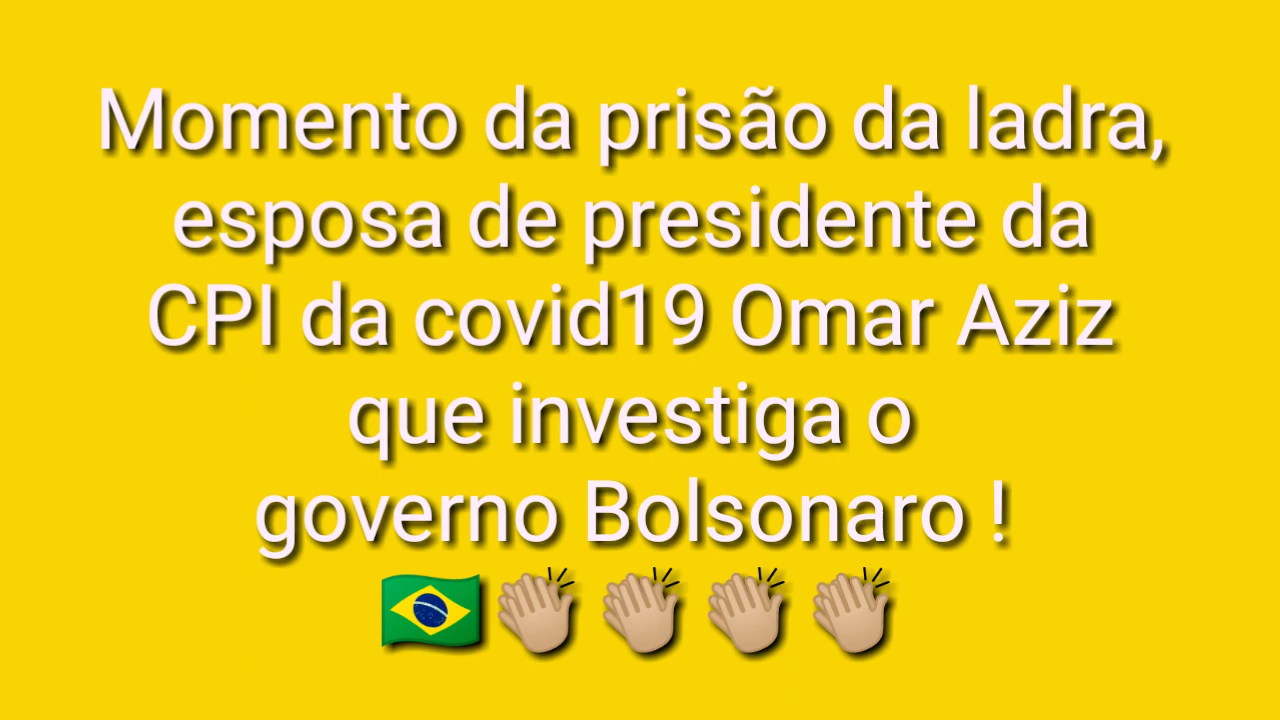 Momento da prisão da ladra,
esposa de presidente da
CPI da covid19 Omar Aziz
que investiga o
governo Bolsonaro !
🇧🇷👏🏼👏🏼👏🏼👏🏼